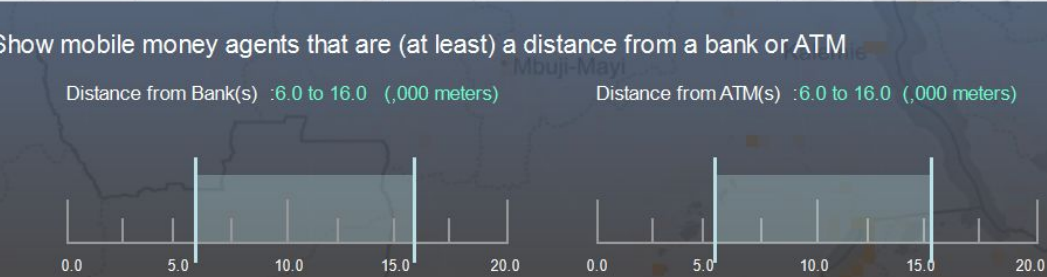 Show mobile money agents that are (at least) a distance from a bank or ATM
Mbuji-Mayi
Kalemie
Distance from Bank(s) :6.0 to 16.0 (,000 meters)
Distance from ATM(s) :6.0 to 16.0 (,000 meters)
0.0 5.0 10.0 15.0 20.0
0.0 5.0 10.0 15.0 20.0